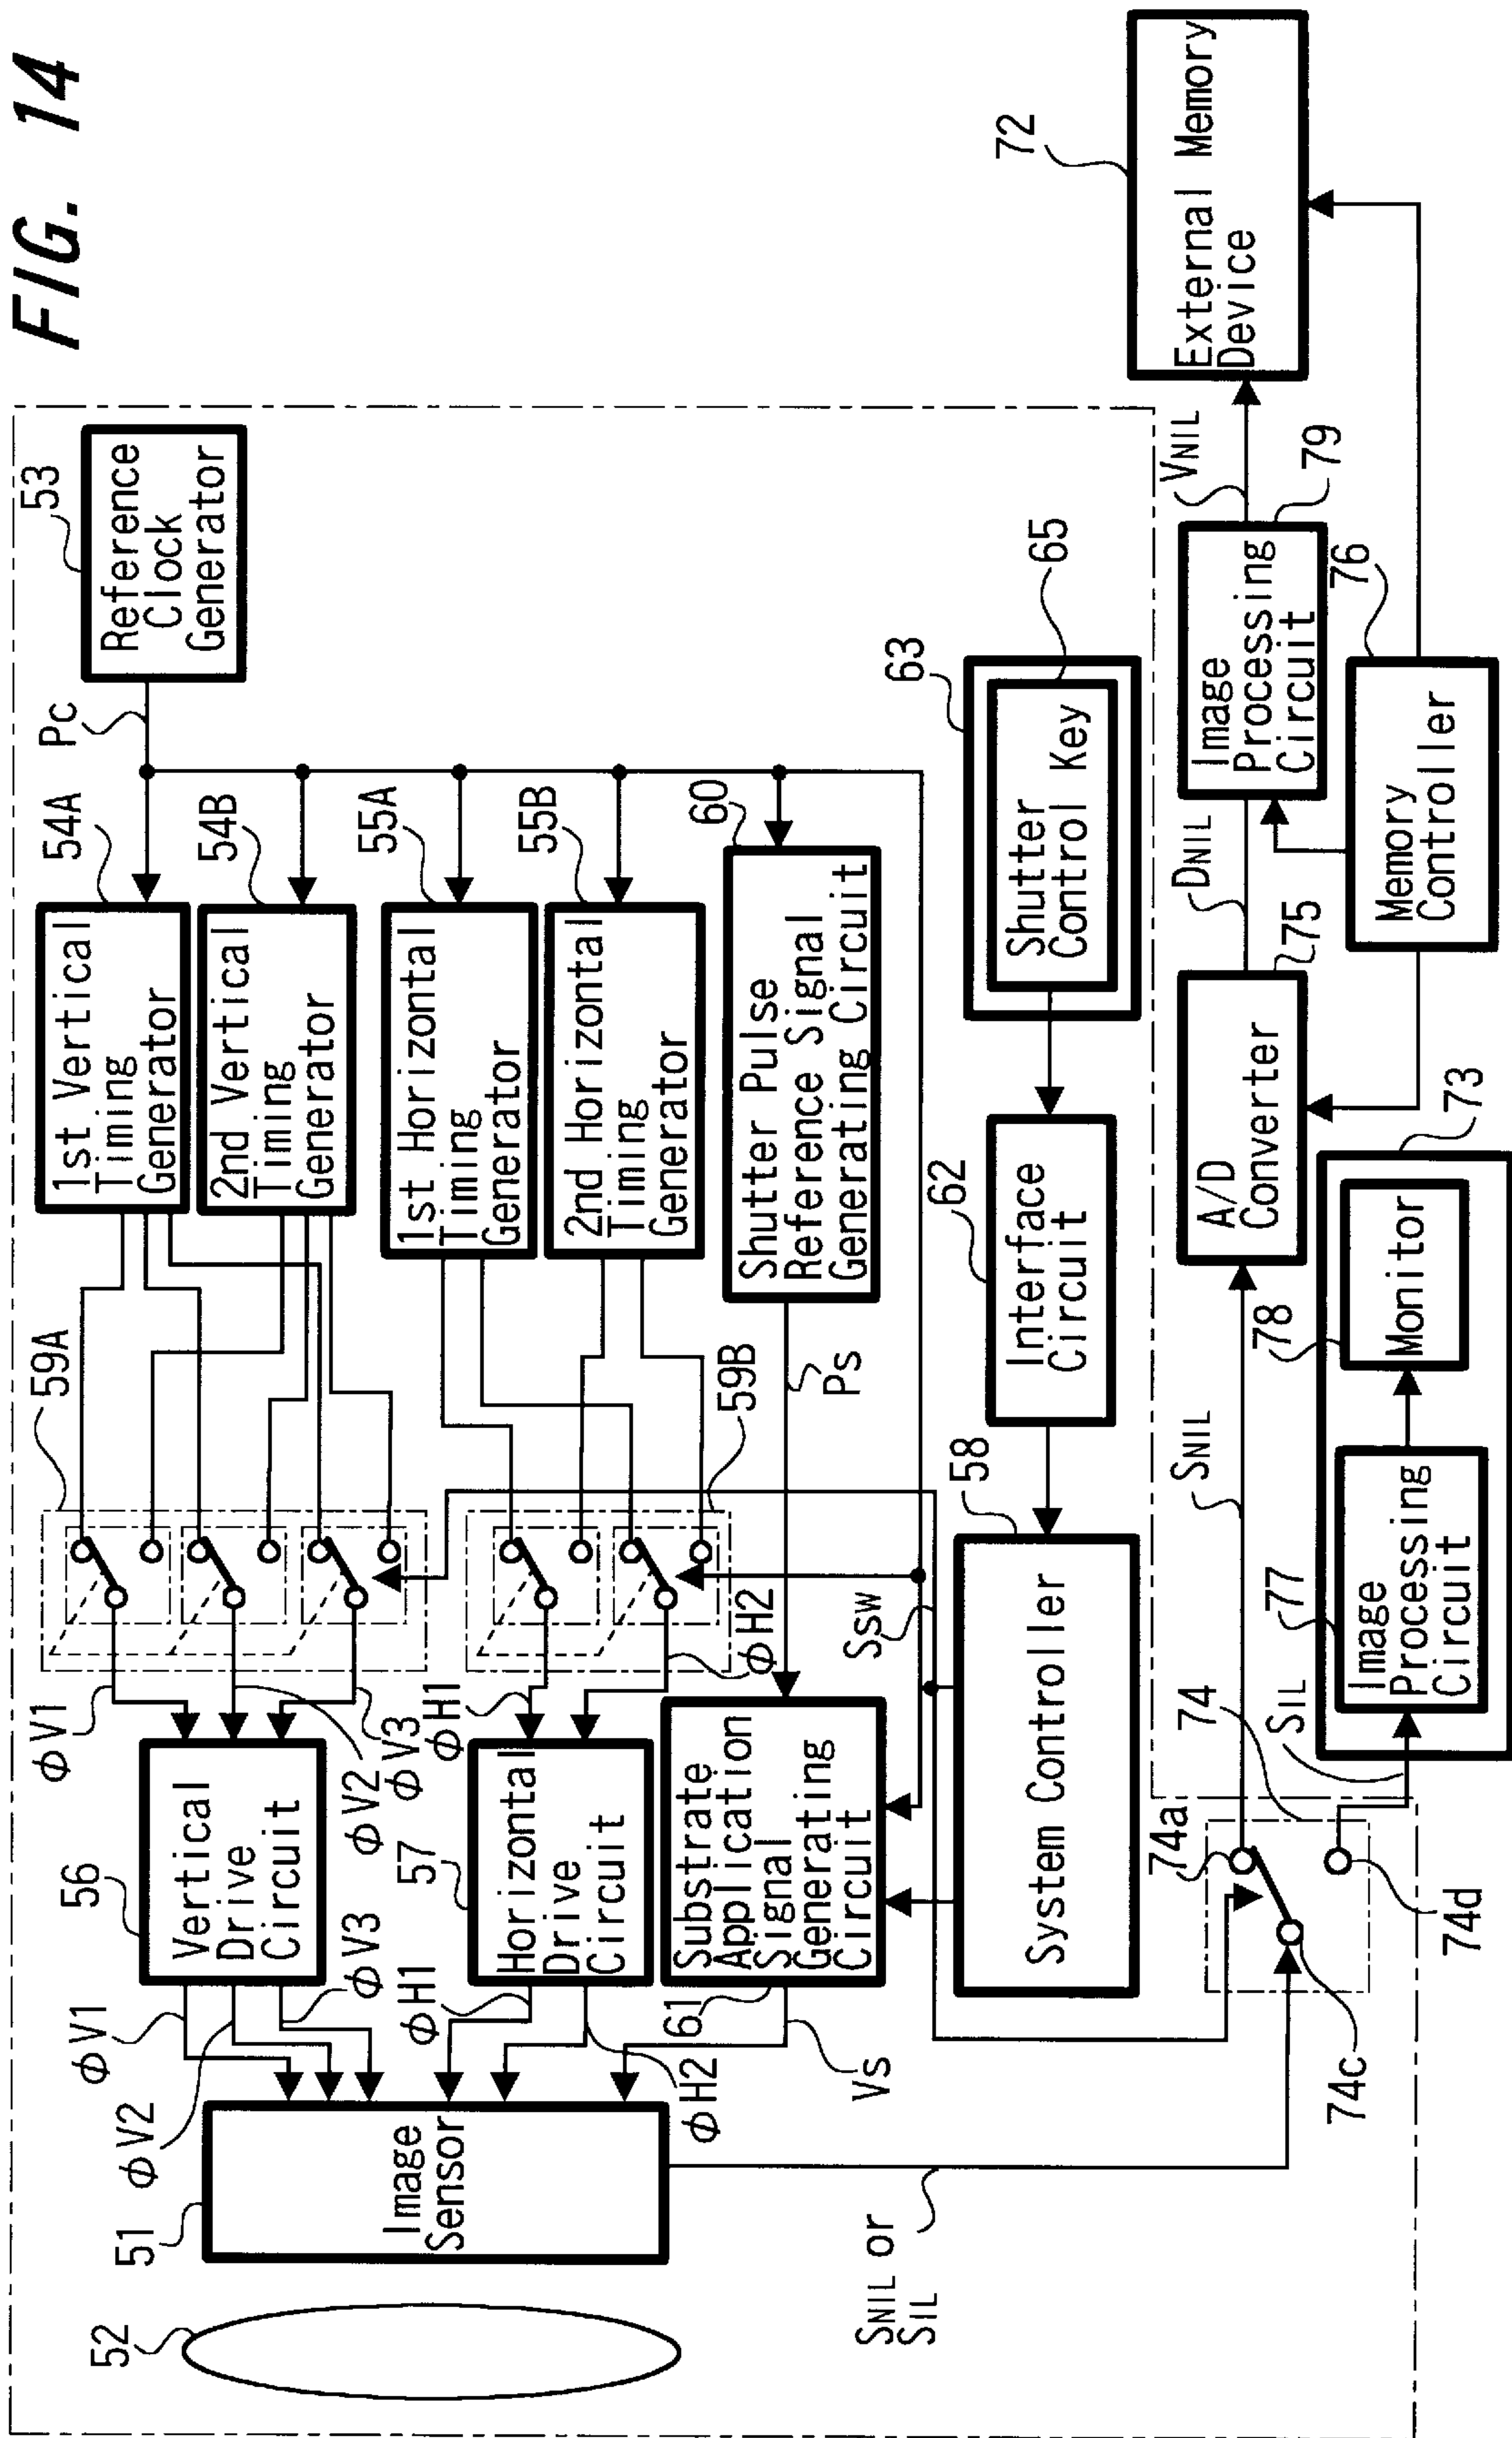 FIG. 14
53
Reference
Clock
Generator
Pc
54A
1st Vertical
Timing
Generator
54B
2nd Vertical
Timing
Generator
55A
1st Horizontal
Timing
Generator
55B
2nd Horizontal
Timing
Generator
60
Shutter Pulse
Reference Signal
Generating Circuit
59A
59B
Ps
ΦV1
ΦV2
ΦV3
ΦH1
ΦH2
Ssw
56
Vertical
Drive
Circuit
57
Horizontal
Drive
Circuit
61
Substrate
Application
Signal
Generating
Circuit
ΦV1
ΦV2
ΦV3
ΦH1
ΦH2
Vs
51
Image
Sensor
52
SNIL or
SIL
63
65
Shutter
Control Key
62
Interface
Circuit
58
System Controller
74
74a
74c
74d
SNIL
SIL
75
A/D
Converter
DNIL
79
Image
Processing
Circuit
VNIL
72
External Memory
Device
76
Memory
Controller
73
77
Image
Processing
Circuit
78
Monitor